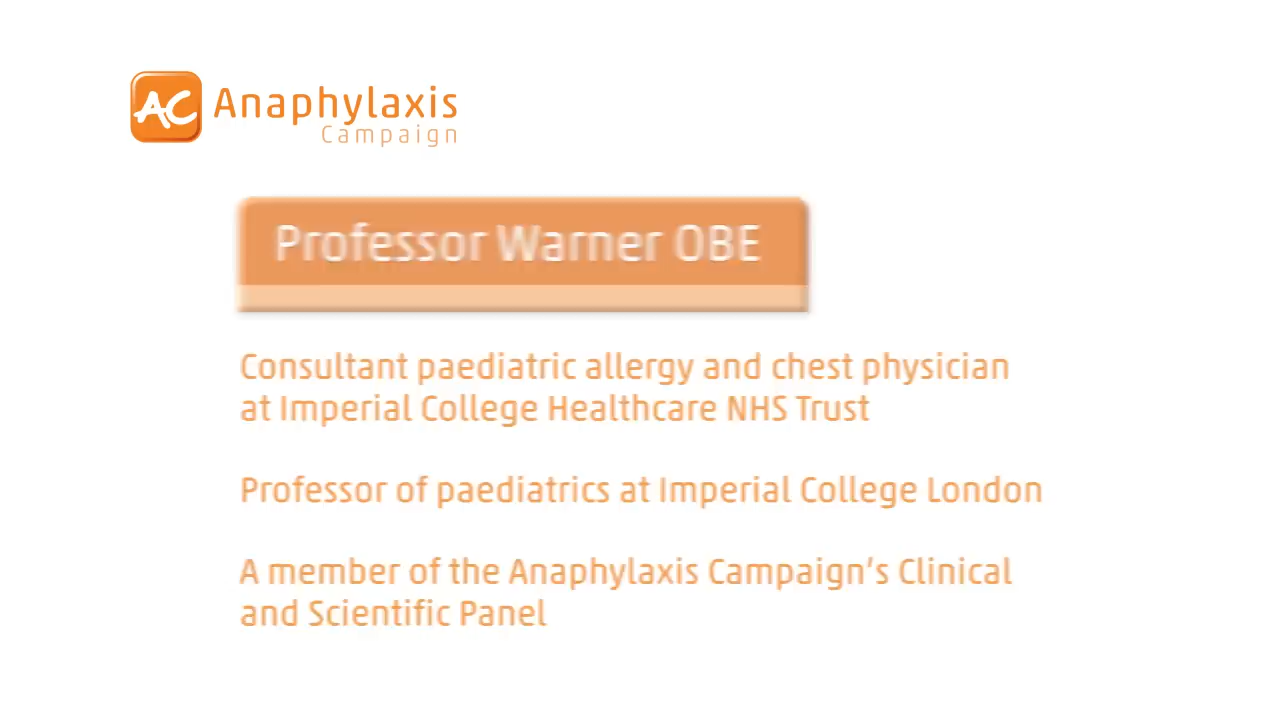 AC Anaphylaxis
Campaign
Professor Warner OBE
Consultant paediatric allergy and chest physician
at Imperial College Healthcare NHS Trust
Professor of paediatrics at Imperial College London
A member of the Anaphylaxis Campaign's Clinical
and Scientific Panel